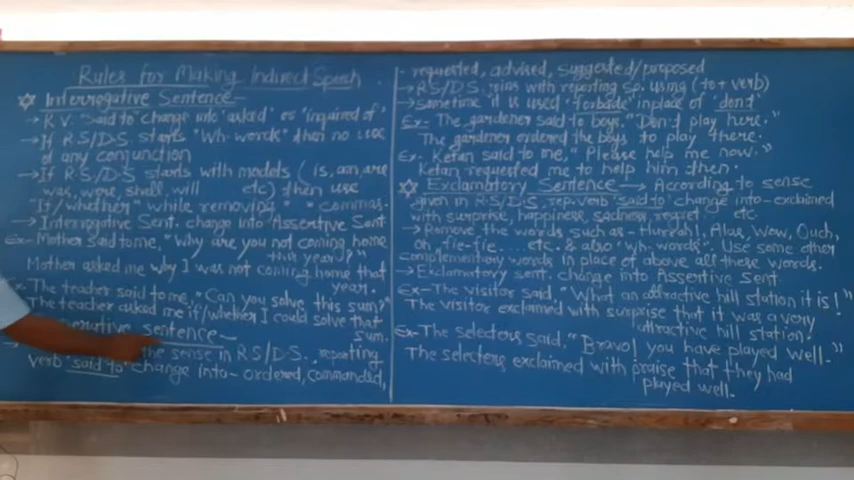 Rules for Making Indirect Speech
☆ Interrogative Sentence-
→ R.V. "Said to" change into 'asked' or "inquired of'
→ If R.S/D.S. starts "Wh-words" then no use
of any conjunction
→ If R.S/D.S starts with models ( is, am, are
was, were, shall, will etc) then use
"If/whether" while removing " " commas.
→ Interrogative Sent. change into Assertive Sent
Ex- Mother said to me, "Why are you not coming home
this year?"
Mother asked me why I was not coming home that
year.
Ex. The teacher said to me, "Can you solve this sum?"
The teacher asked me if/whether I could solve that
sum.
sentence-
the sense in R.S/D.S. , reporting
verb 'said to' change into- ordered, commanded,
- requested, advised, suggested/proposed
→ R.S/D.S. joins with reporting sp. using (to + verb)
→ Sometime it is used 'forbade' in place of 'don't'
Ex- The gardener said to boys, "Don't play here."
The gardener ordered the boys to play there.
Ex. Ketan said to me, "Please help me now."
Ketan requested me to help him then.
☆ Exclamatory Sentence → According to sense
given in R.S/D.S, rep. verb 'said to' change into-exclaimed
with surprise, happiness, sadness, regret . etc.
→ Remove the words such as- Hurrah!, Alas, Wow, Ouch,
Oh, Fie-fie... etc. & also 'wh-words'. Use some other
complementary words in place of above all these words.
→ Exclamatory sent. change into Assertive Sent.
Ex- The visitor said, "What an attractive hill station it is!"
The visitor exclaimed with surprise that it was a very
attractive hill station.
Ex- The selectors said, "Bravo! you have played well."
The selectors exclaimed with praise that they had
played well.